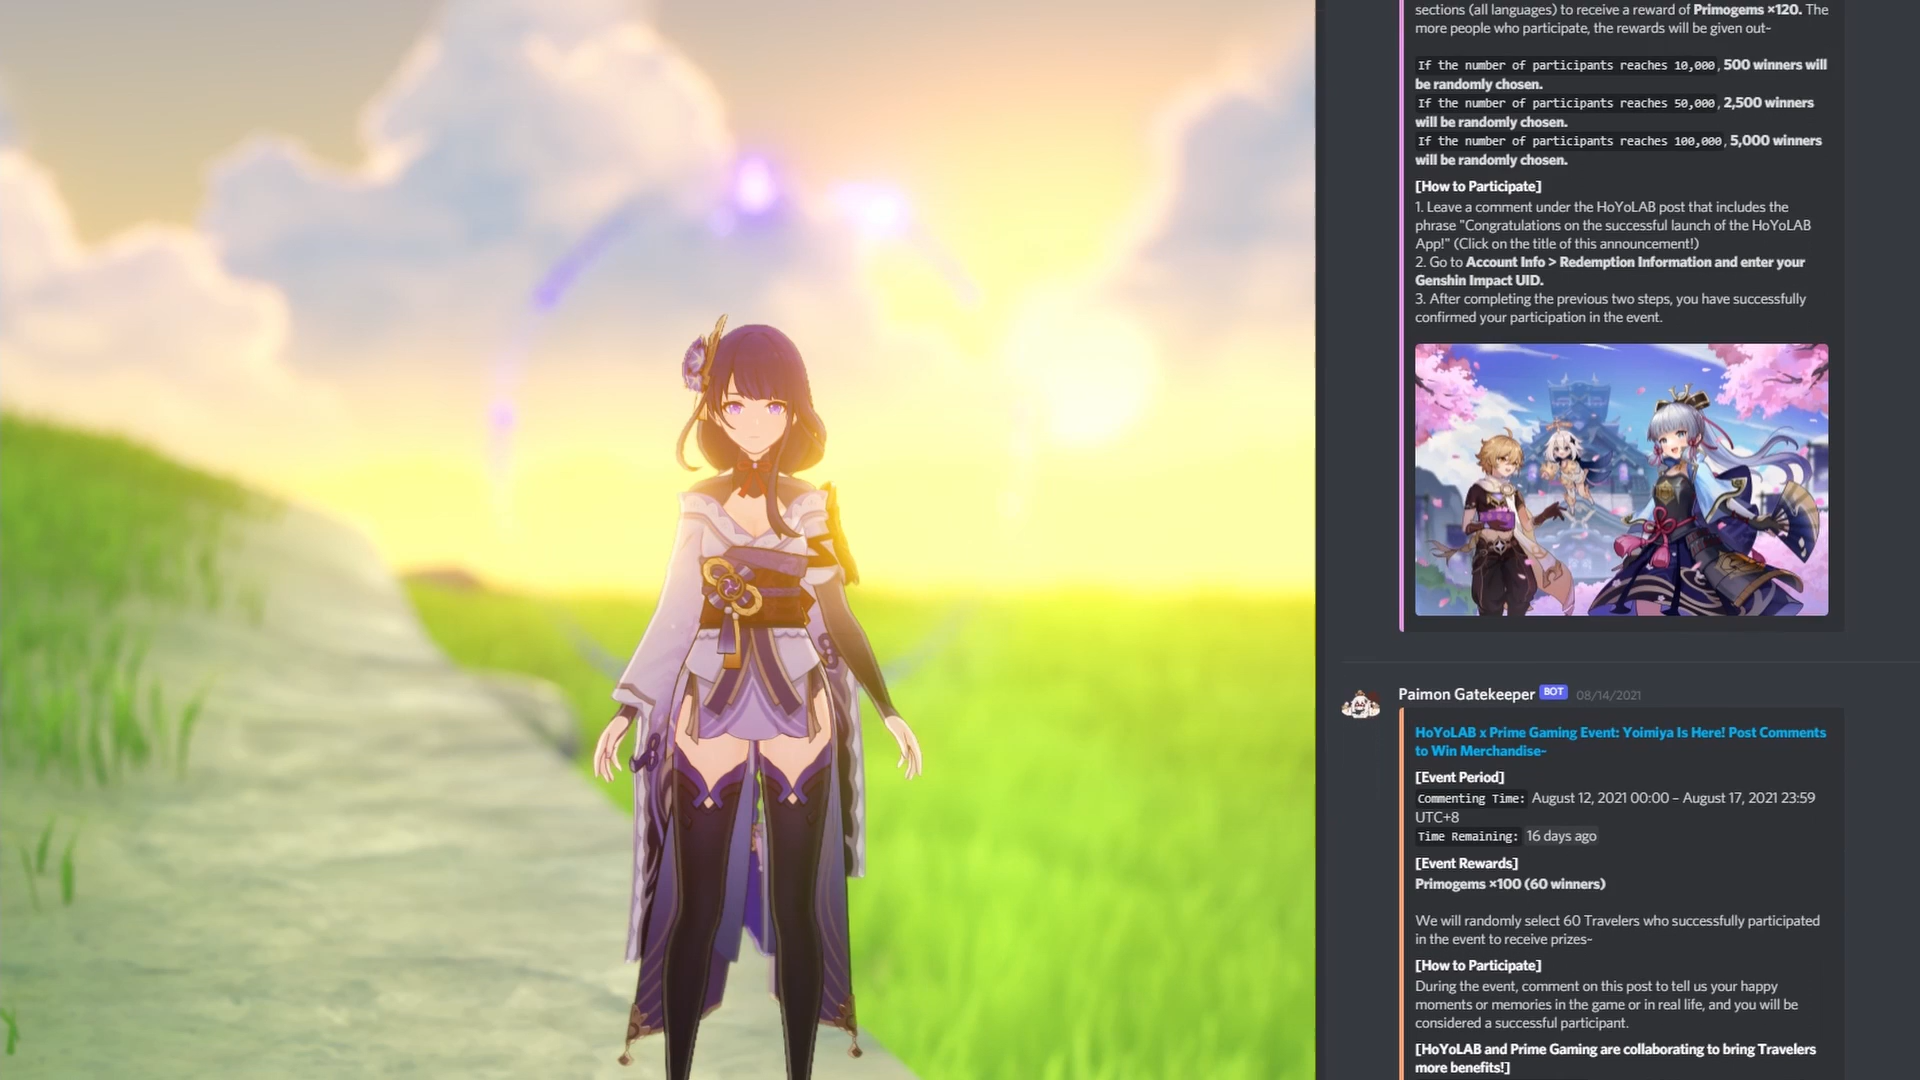 sections (all languages) to receive a reward of Primogems ×120. The
more people who participate, the rewards will be given out~
If the number of participants reaches 10,000, 500 winners will
be randomly chosen.
If the number of participants reaches 50,000, 2,500 winners
will be randomly chosen.
If the number of participants reaches 100,000, 5,000 winners
will be randomly chosen.
[How to Participate]
1. Leave a comment under the HoYoLAB post that includes the
phrase "Congratulations on the successful launch of the HoYoLAB
App!" (Click on the title of this announcement!)
2. Go to Account Info > Redemption Information and enter your
Genshin Impact UID.
3. After completing the previous two steps, you have successfully
confirmed your participation in the event.
Paimon Gatekeeper BOT 08/14/2021
HoYoLAB x Prime Gaming Event: Yoimiya Is Here! Post Comments
to Win Merchandise~
[Event Period]
Commenting Time: August 12, 2021 00:00 – August 17, 2021 23:59
UTC+8
Time Remaining: 16 days ago
[Event Rewards]
Primogems ×100 (60 winners)
We will randomly select 60 Travelers who successfully participated
in the event to receive prizes~
[How to Participate]
During the event, comment on this post to tell us your happy
moments or memories in the game or in real life, and you will be
considered a successful participant.
[HoYoLAB and Prime Gaming are collaborating to bring Travelers
more benefits!]